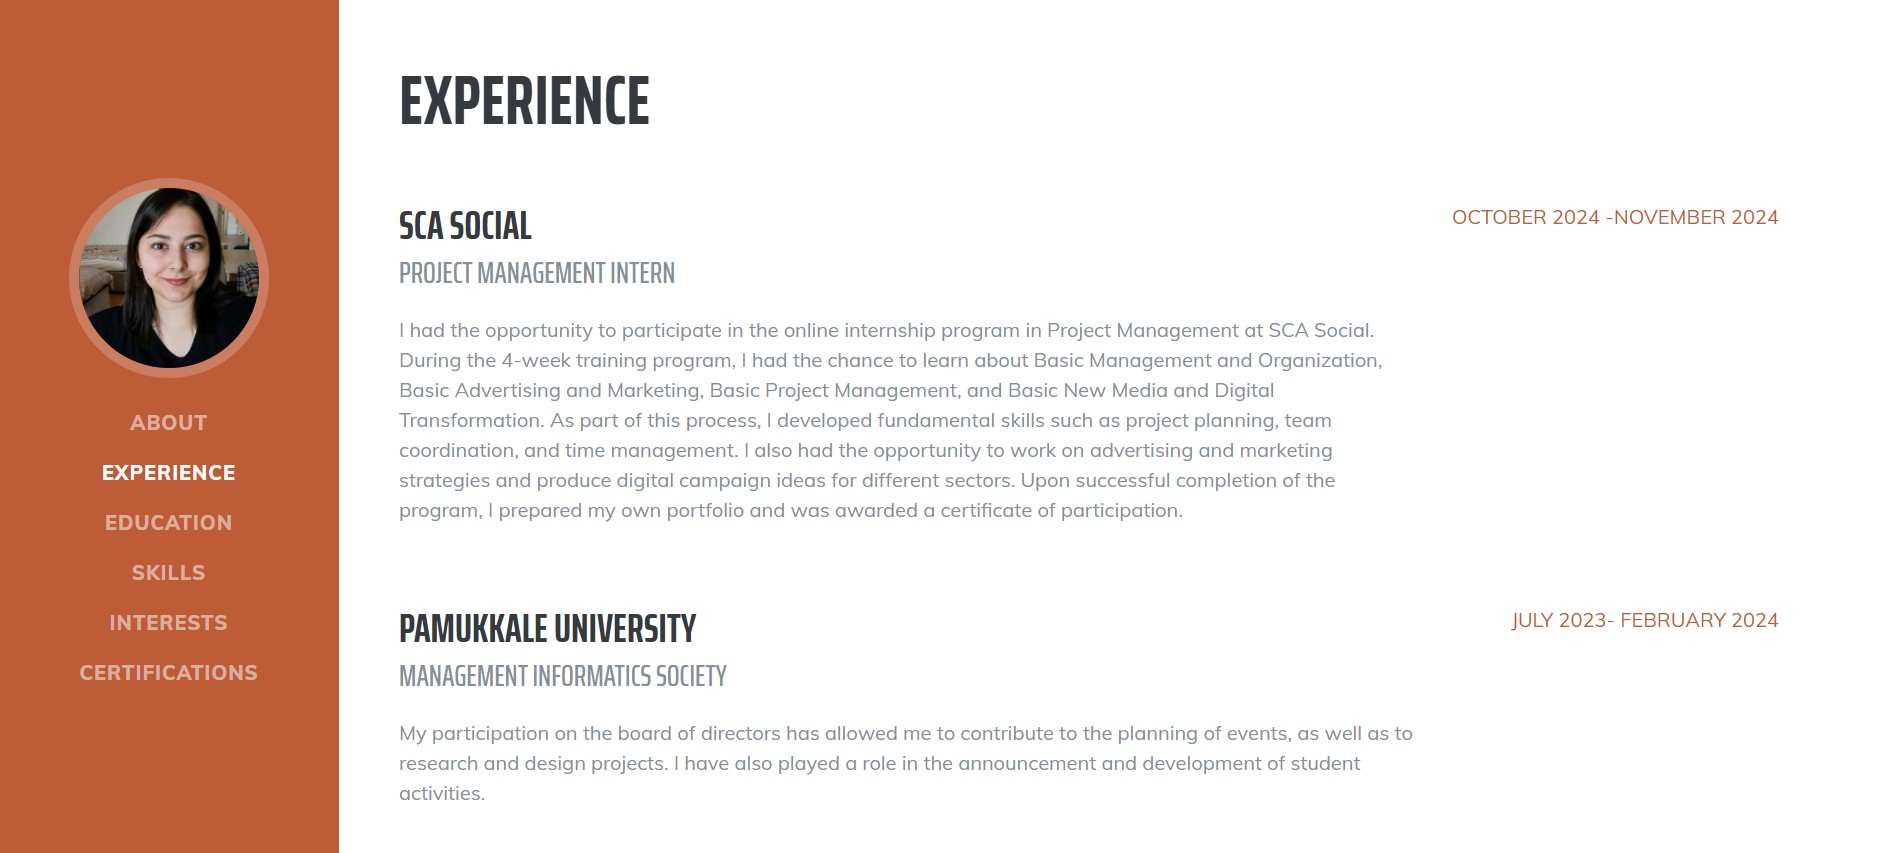 ABOUT
EXPERIENCE
EDUCATION
SKILLS
INTERESTS
CERTIFICATIONS
EXPERIENCE
SCA SOCIAL
OCTOBER 2024 -NOVEMBER 2024
PROJECT MANAGEMENT INTERN
I had the opportunity to participate in the online internship program in Project Management at SCA Social.
During the 4-week training program, I had the chance to learn about Basic Management and Organization,
Basic Advertising and Marketing, Basic Project Management, and Basic New Media and Digital
Transformation. As part of this process, I developed fundamental skills such as project planning, team
coordination, and time management. I also had the opportunity to work on advertising and marketing
strategies and produce digital campaign ideas for different sectors. Upon successful completion of the
program, I prepared my own portfolio and was awarded a certificate of participation.
PAMUKKALE UNIVERSITY
JULY 2023- FEBRUARY 2024
MANAGEMENT INFORMATICS SOCIETY
My participation on the board of directors has allowed me to contribute to the planning of events, as well as to
research and design projects. I have also played a role in the announcement and development of student
activities.